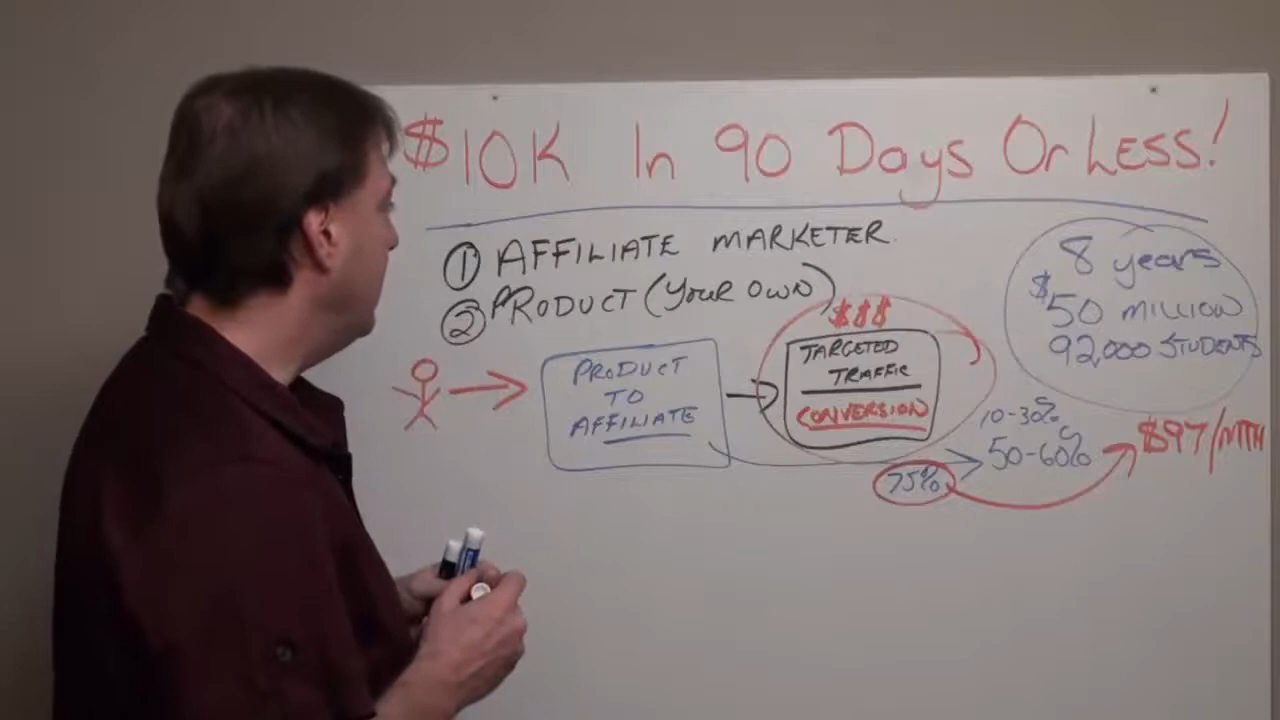 $10K In 90 Days Or Less!
① AFFILIATE MARKETER.
② PRODUCT (YOUR OWN)
8 years
$50 MILLION
92,000 STUDENTS
PRODUCT
TO
AFFILIATE
$$$
TARGETED
TRAFFIC
CONVERSION
10-30%
50-60%
75%
$97/MTH